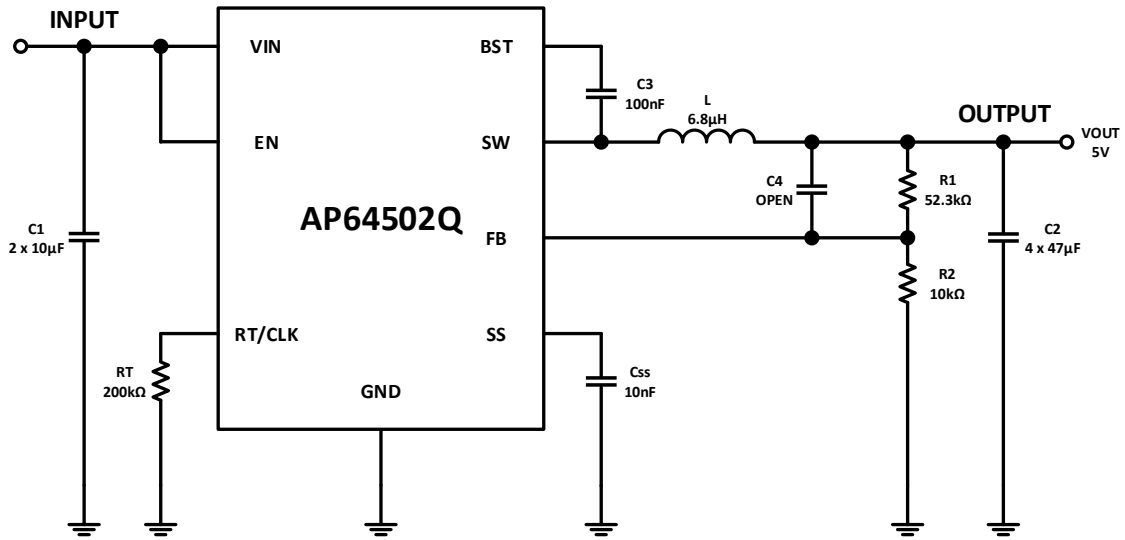 INPUT
VIN
BST
C3
100nF
L
6.8µH
OUTPUT
VOUT
5V
EN
SW
C4
OPEN
R1
52.3kΩ
AP64502Q
C1
2 x 10µF
FB
C2
4 x 47µF
R2
10kΩ
RT/CLK
SS
RT
200kΩ
GND
Css
10nF